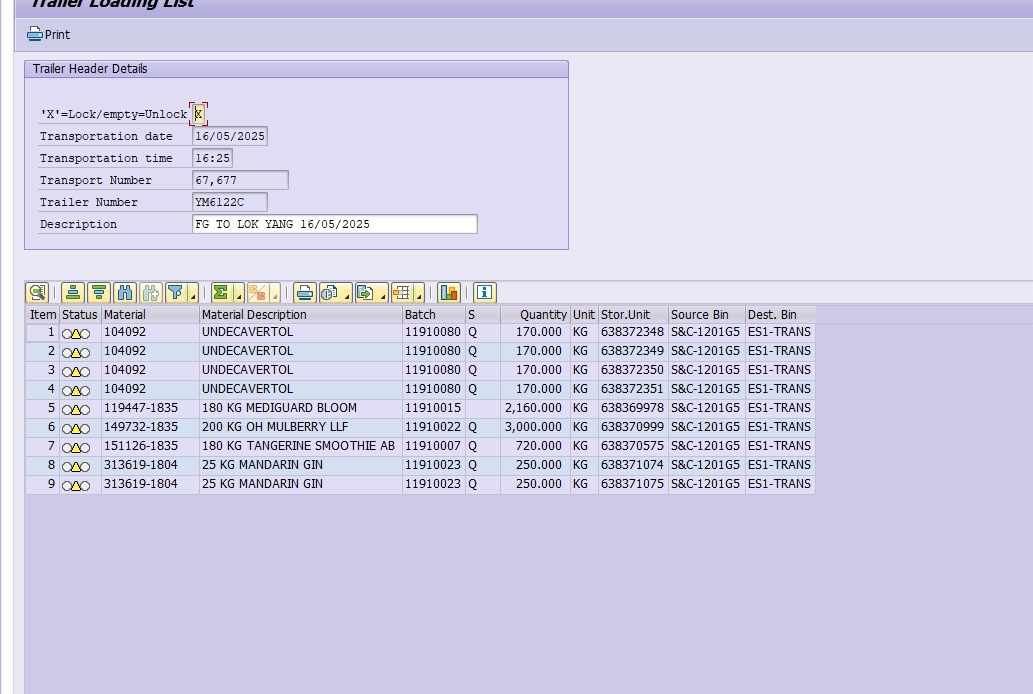 Trailer Loading List
Print
Trailer Header Details
'X'=Lock/empty=Unlock X
Transportation date 16/05/2025
Transportation time 16:25
Transport Number 67,677
Trailer Number YM6122C
Description FG TO LOK YANG 16/05/2025
Item Status Material Material Description Batch S Quantity Unit Stor.Unit Source Bin Dest. Bin
1 104092 UNDECAVERTOL 11910080 Q 170.000 KG 638372348 S&C-1201G5 ES1-TRANS
2 104092 UNDECAVERTOL 11910080 Q 170.000 KG 638372349 S&C-1201G5 ES1-TRANS
3 104092 UNDECAVERTOL 11910080 Q 170.000 KG 638372350 S&C-1201G5 ES1-TRANS
4 104092 UNDECAVERTOL 11910080 Q 170.000 KG 638372351 S&C-1201G5 ES1-TRANS
5 119447-1835 180 KG MEDIGUARD BLOOM 11910015 2,160.000 KG 638369978 S&C-1201G5 ES1-TRANS
6 149732-1835 200 KG OH MULBERRY LLF 11910022 Q 3,000.000 KG 638370999 S&C-1201G5 ES1-TRANS
7 151126-1835 180 KG TANGERINE SMOOTHIE AB 11910007 Q 720.000 KG 638370575 S&C-1201G5 ES1-TRANS
8 313619-1804 25 KG MANDARIN GIN 11910023 Q 250.000 KG 638371074 S&C-1201G5 ES1-TRANS
9 313619-1804 25 KG MANDARIN GIN 11910023 Q 250.000 KG 638371075 S&C-1201G5 ES1-TRANS